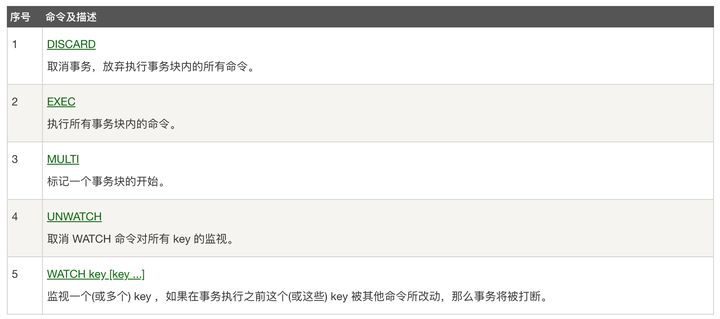 序号 命令及描述
1 DISCARD
取消事务，放弃执行事务块内的所有命令。
2 EXEC
执行所有事务块内的命令。
3 MULTI
标记一个事务块的开始。
4 UNWATCH
取消 WATCH 命令对所有 key 的监视。
5 WATCH key [key ...]
监视一个(或多个) key ，如果在事务执行之前这个(或这些) key 被其他命令所改动，那么事务将被打断。